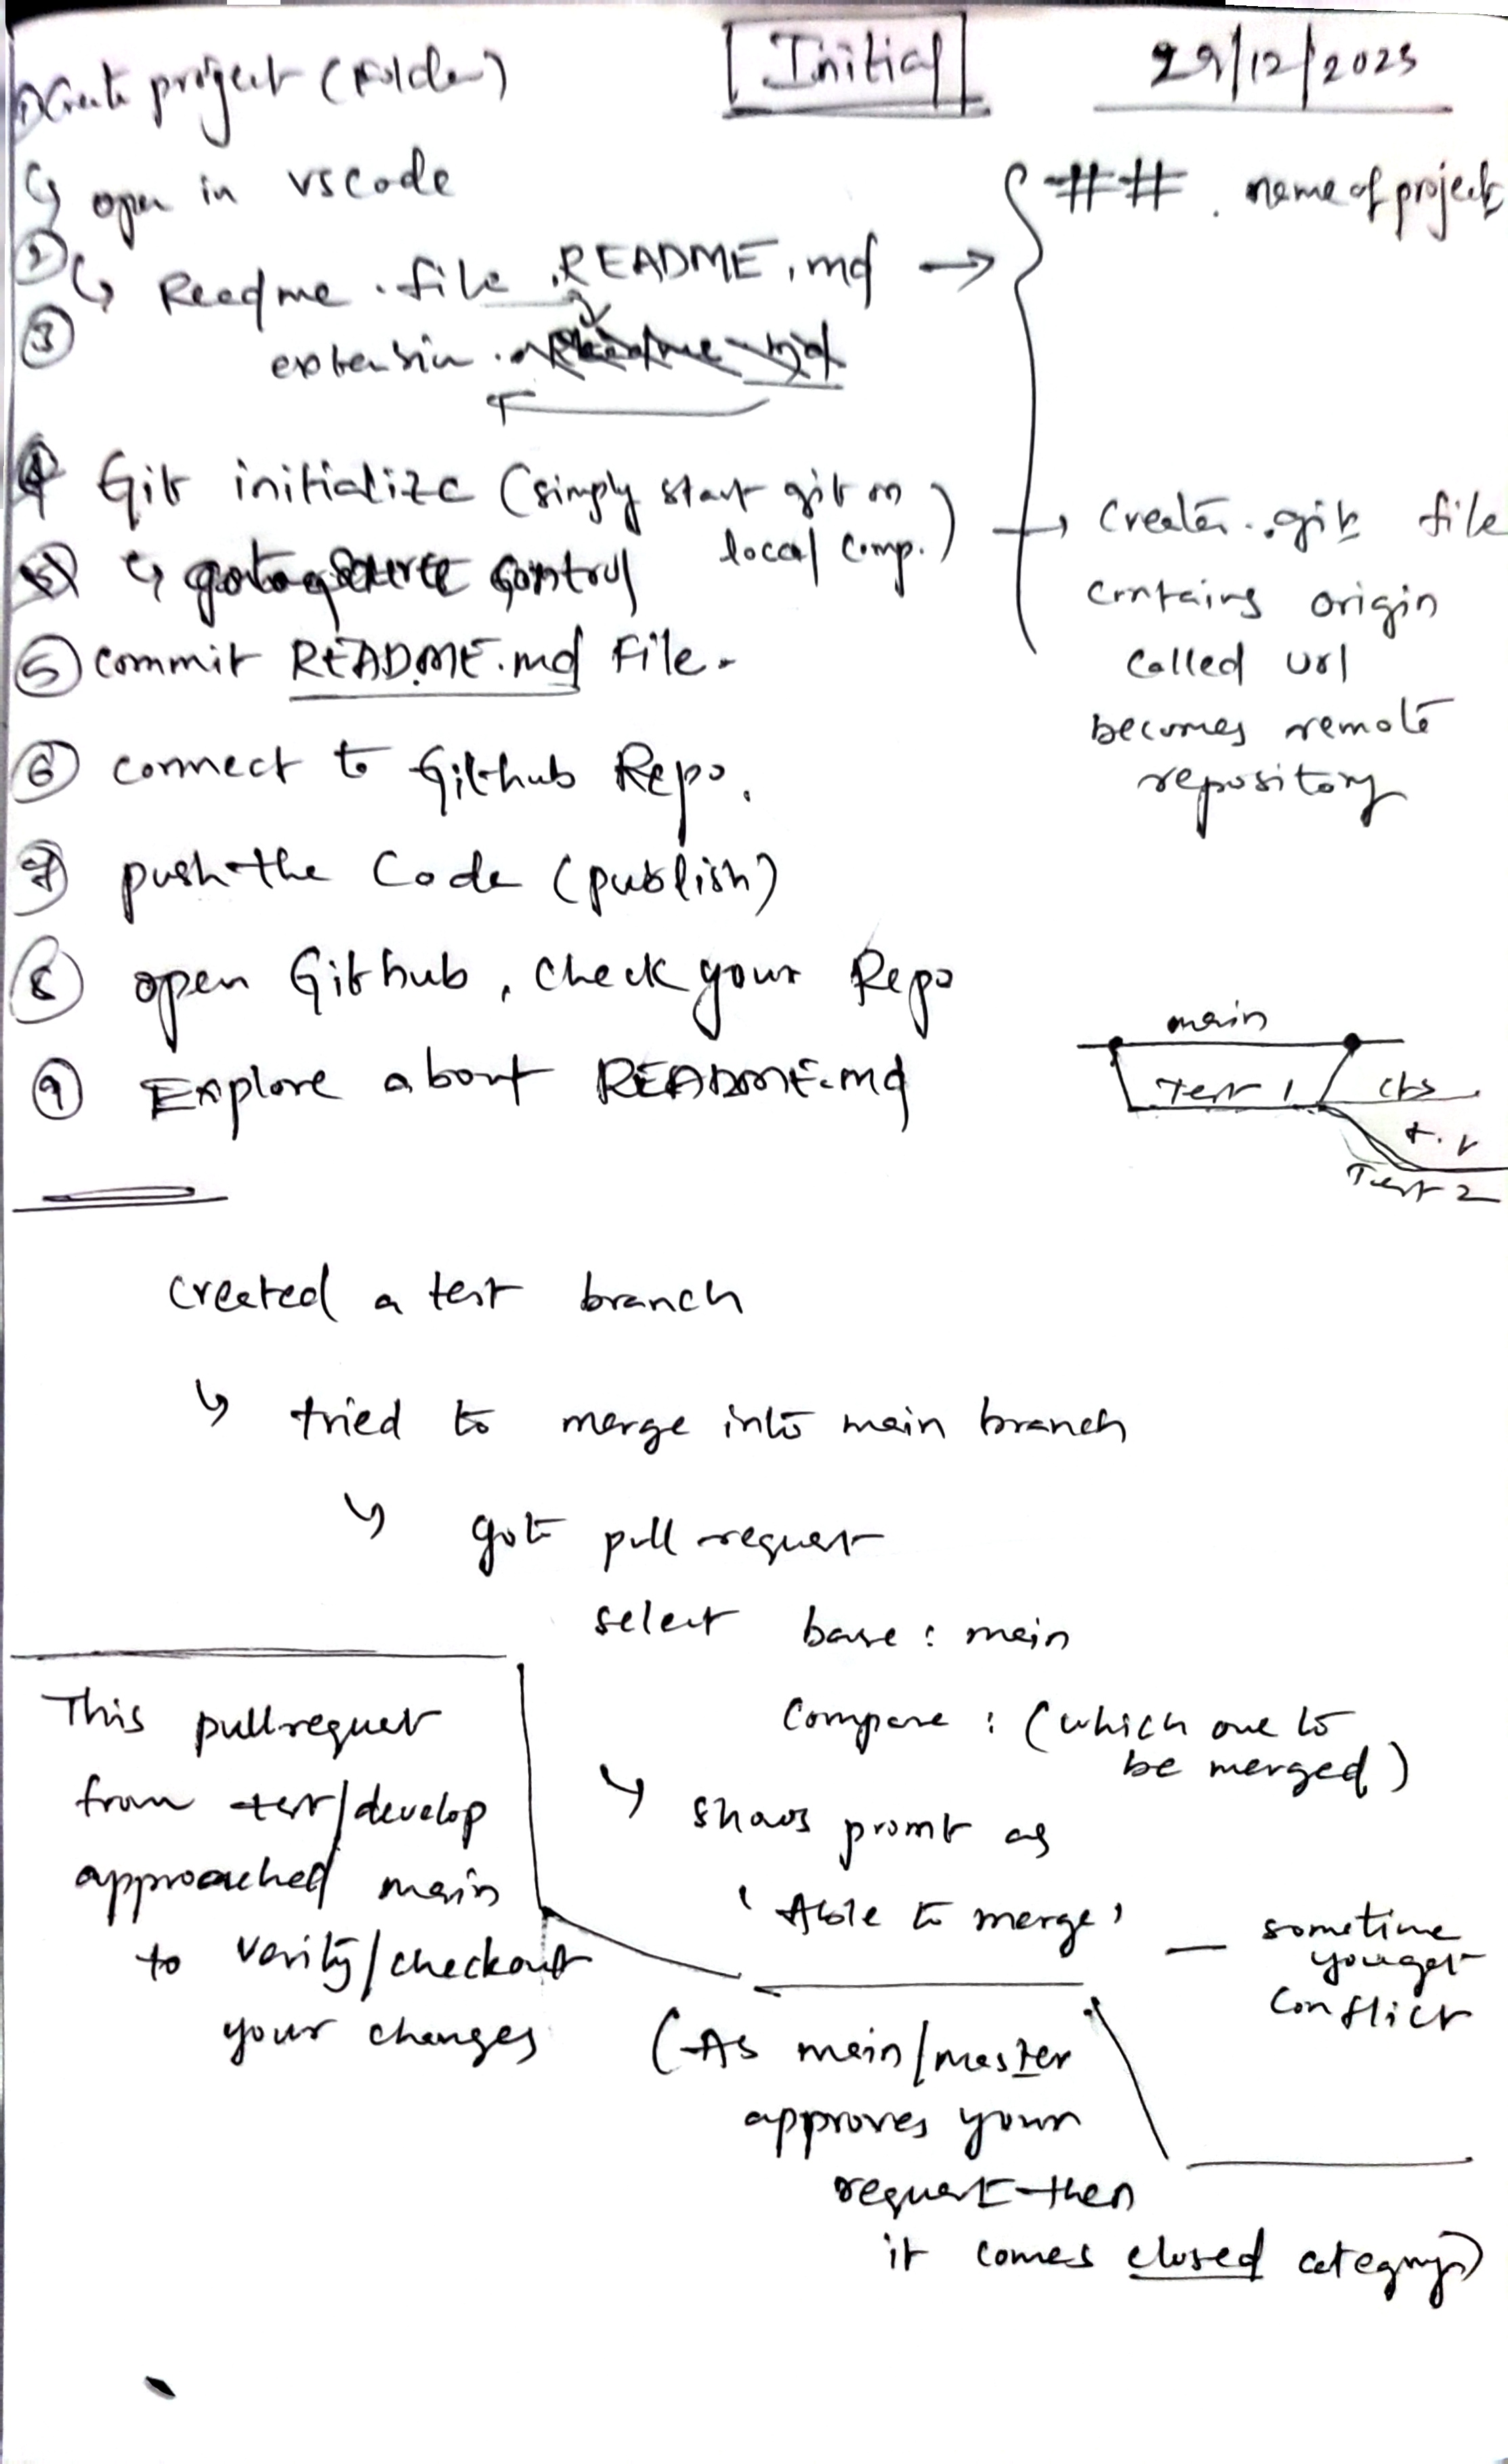 [Initial]
29/12/2023
1) Create project (Folder)
↳ open in vscode
② ↳ Readme . file .README.md → { ## . name of project
③ extension .
④ Git initialize (simply start git on
local comp.) → Creates .git file
contains origin
called url
becomes remote
repository
↳ goto source control
⑤ commit README.md File.
⑥ connect to Github Repo.
⑦ push the Code (publish)
⑧ open Github, check your Repo
⑨ Explore about README.md
main
Test 1
Test 2
created a test branch
↳ tried to merge into main branch
↳ got pull request
select base : main
Compare : (which one to
be merged)
↳ shows promt as
' Able to merge' — sometime
you get
Conflict
This pull request
from test/develop
approached main
to verify/checkout
your changes
(As main/master
approves your
request then
it comes closed category)